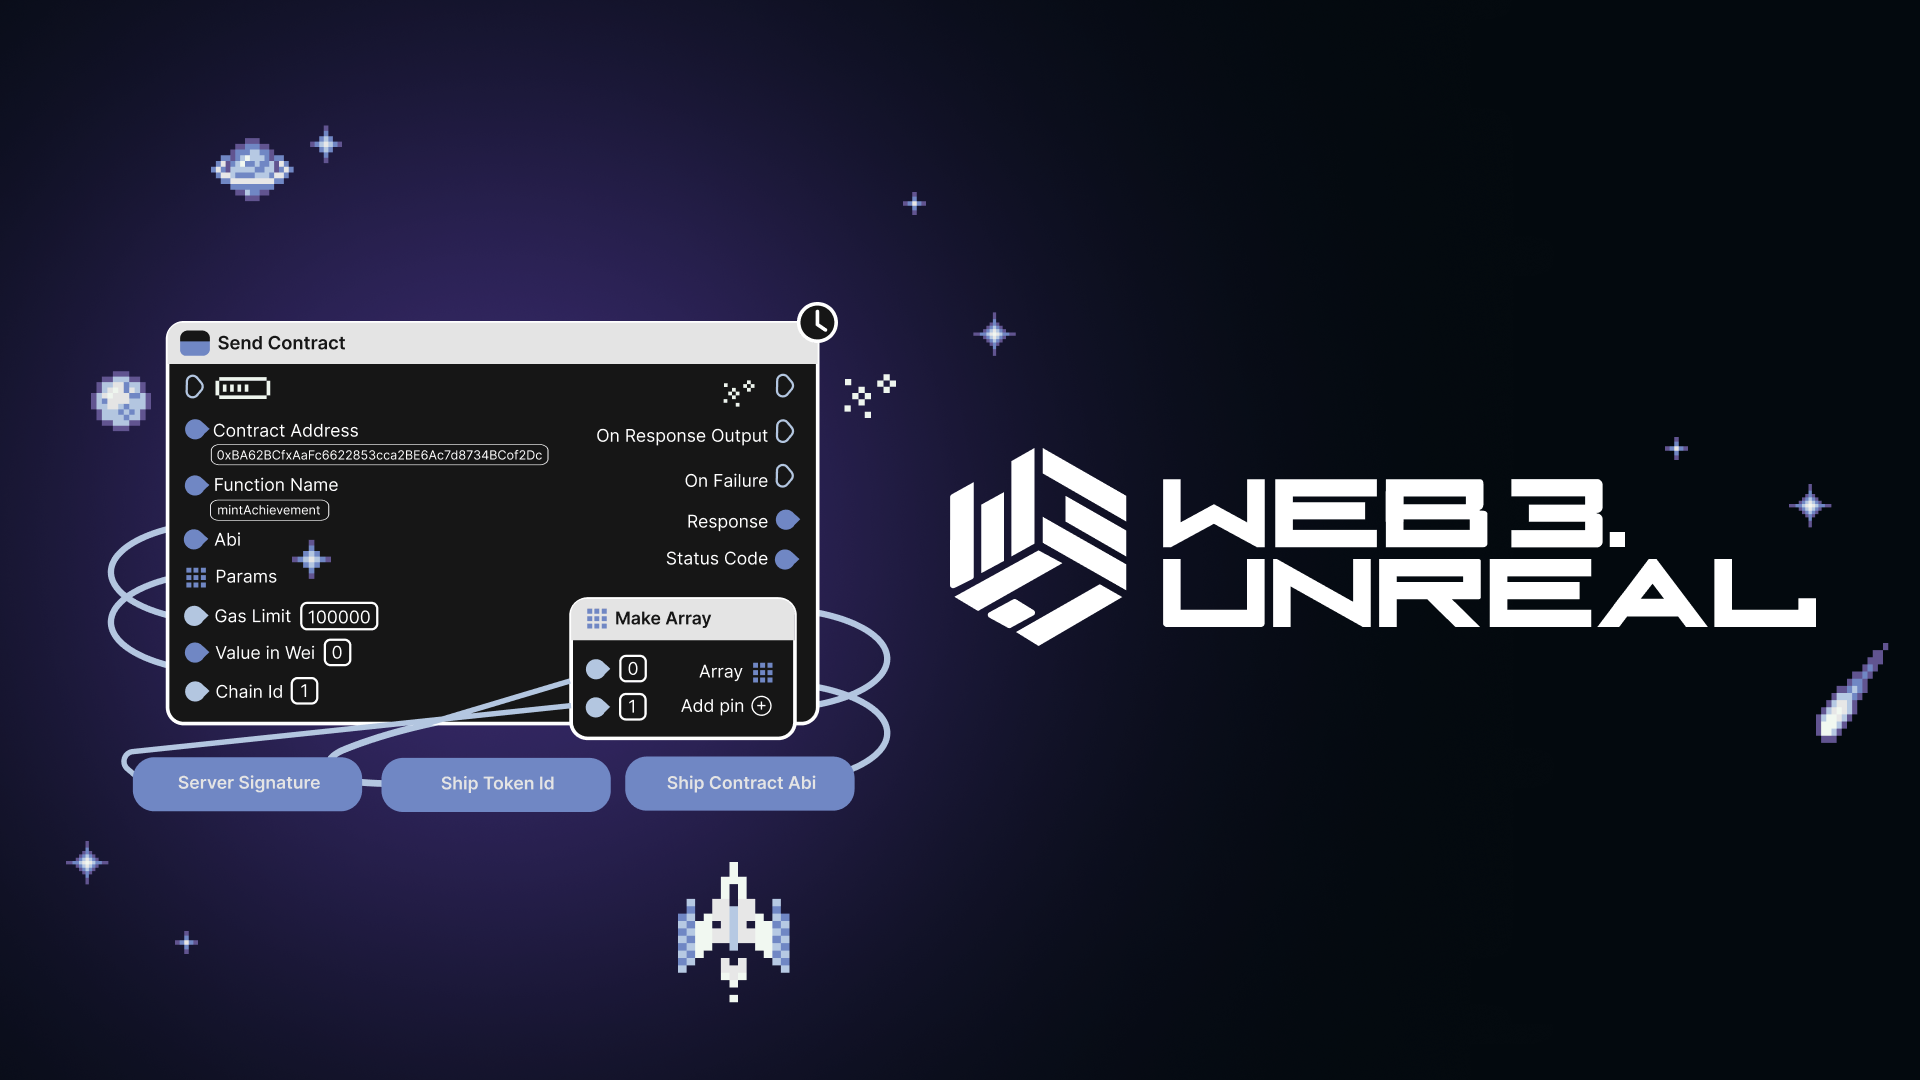 Send Contract
Contract Address
0xBA62BCfxAaFc6622853cca2BE6Ac7d8734BCof2Dc
Function Name
mintAchievement
Abi
Params
Gas Limit 100000
Value in Wei 0
Chain Id 1
On Response Output
On Failure
Response
Status Code
Make Array
0 Array
1 Add pin
Server Signature
Ship Token Id
Ship Contract Abi
WEB 3.
UNREAL